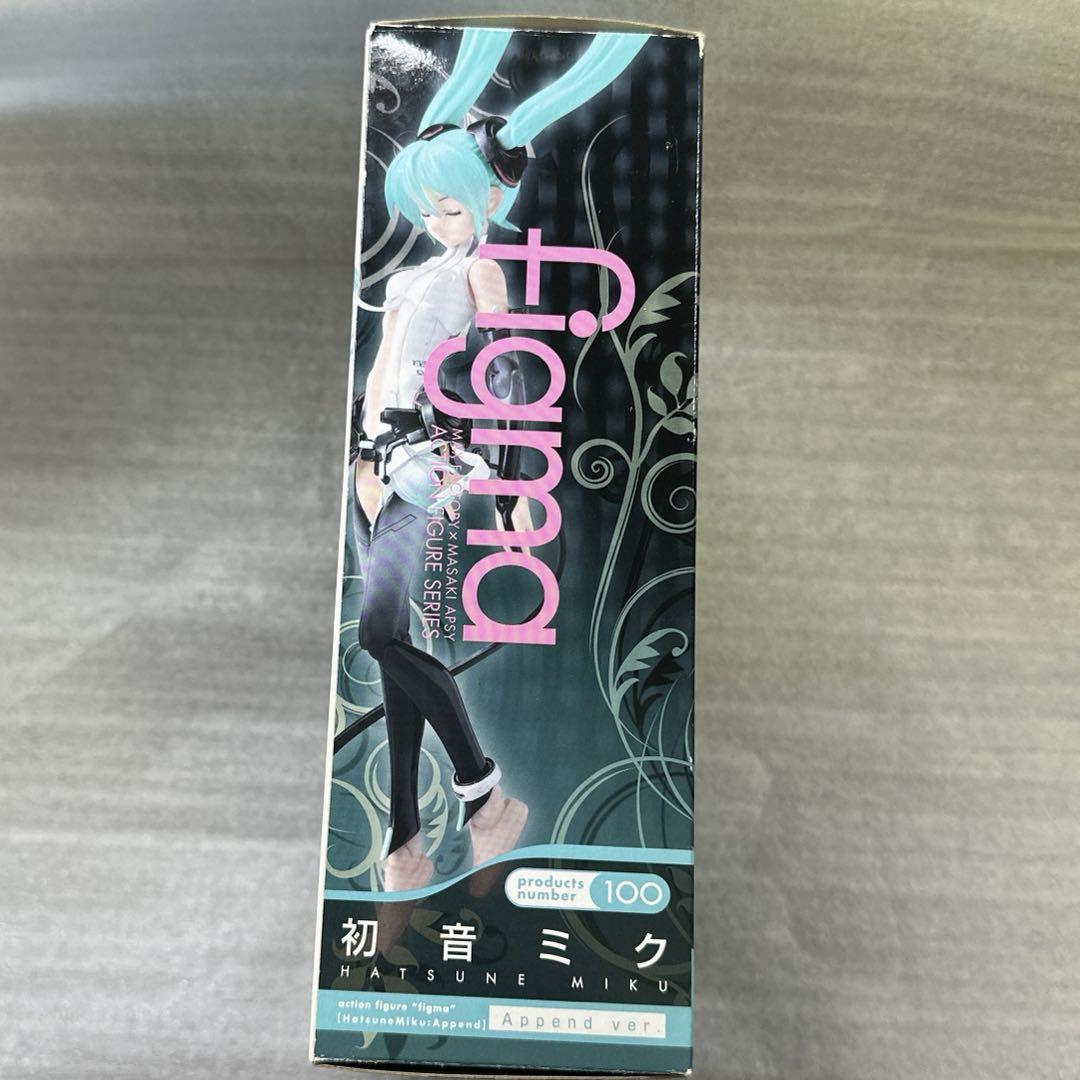 figma
MAX FACTORY × MASAKI APSY
ACTION FIGURE SERIES
products number 100
初音ミク
HATSUNE MIKU
action figure "figma"
[HatsuneMiku:Append]
Append ver.